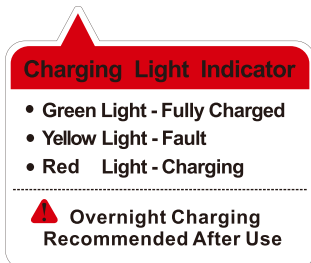 Charging Light Indicator
• Green Light - Fully Charged
• Yellow Light - Fault
• Red Light - Charging
! Overnight Charging
Recommended After Use